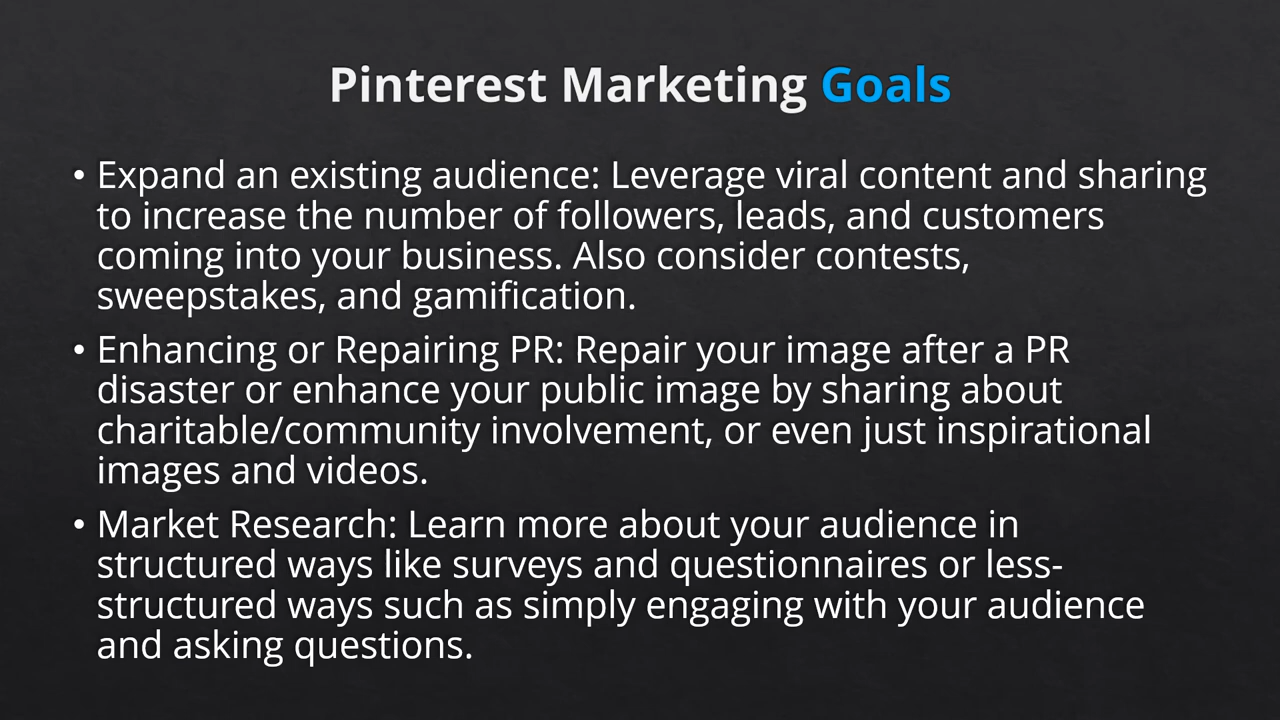 Pinterest Marketing Goals
• Expand an existing audience: Leverage viral content and sharing
to increase the number of followers, leads, and customers
coming into your business. Also consider contests,
sweepstakes, and gamification.
• Enhancing or Repairing PR: Repair your image after a PR
disaster or enhance your public image by sharing about
charitable/community involvement, or even just inspirational
images and videos.
• Market Research: Learn more about your audience in
structured ways like surveys and questionnaires or less-
structured ways such as simply engaging with your audience
and asking questions.